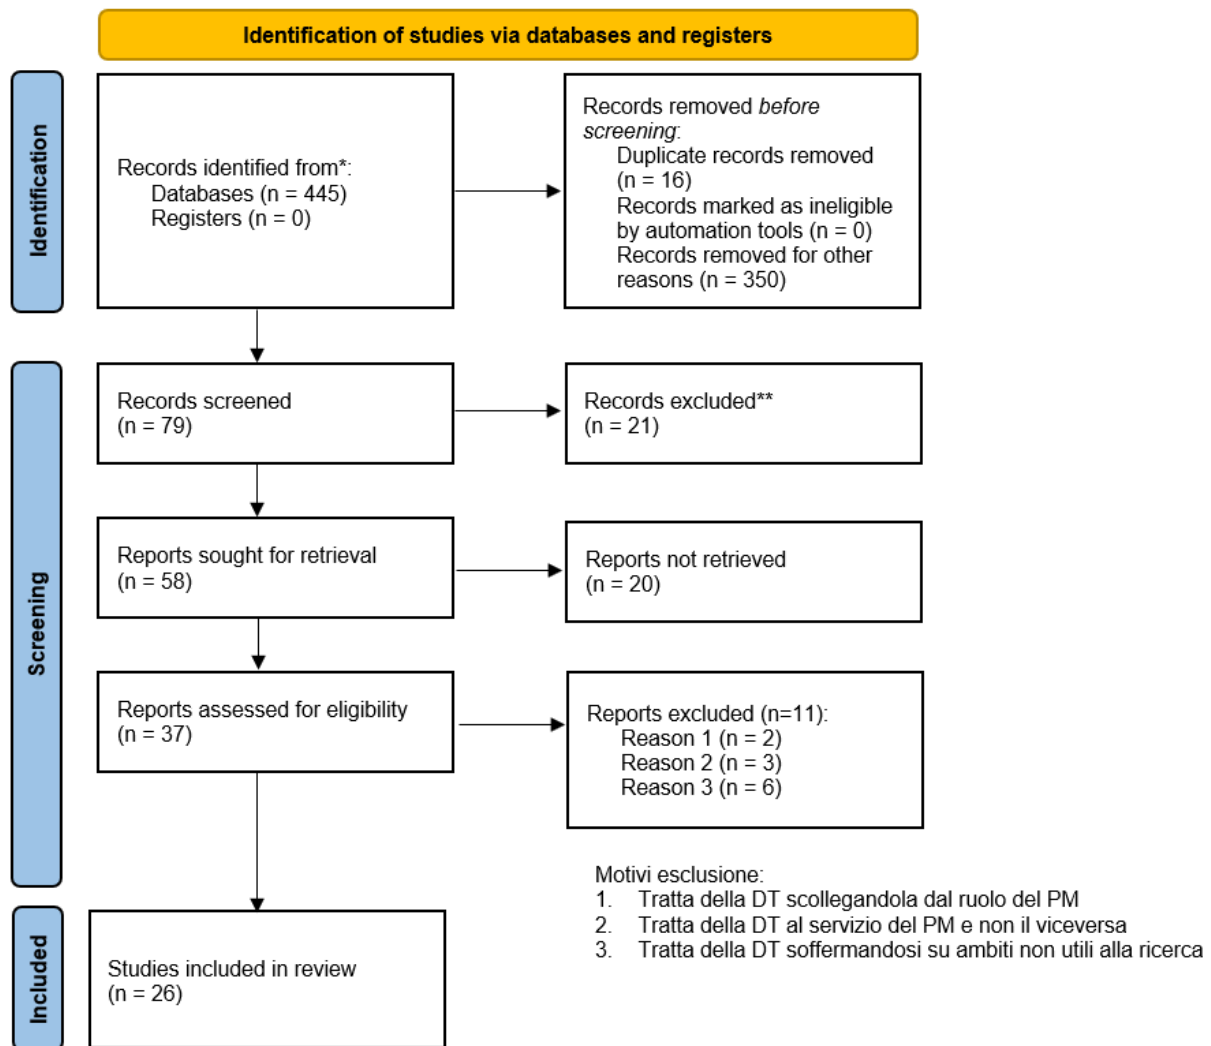 Identification of studies via databases and registers
Identification
Records identified from*:
Databases (n = 445)
Registers (n = 0)
Records removed before
screening:
Duplicate records removed
(n = 16)
Records marked as ineligible
by automation tools (n = 0)
Records removed for other
reasons (n = 350)
Screening
Records screened
(n = 79)
Records excluded**
(n = 21)
Reports sought for retrieval
(n = 58)
Reports not retrieved
(n = 20)
Reports assessed for eligibility
(n = 37)
Reports excluded (n=11):
Reason 1 (n = 2)
Reason 2 (n = 3)
Reason 3 (n = 6)
Included
Studies included in review
(n = 26)
Motivi esclusione:
1. Tratta della DT scollegandola dal ruolo del PM
2. Tratta della DT al servizio del PM e non il viceversa
3. Tratta della DT soffermandosi su ambiti non utili alla ricerca